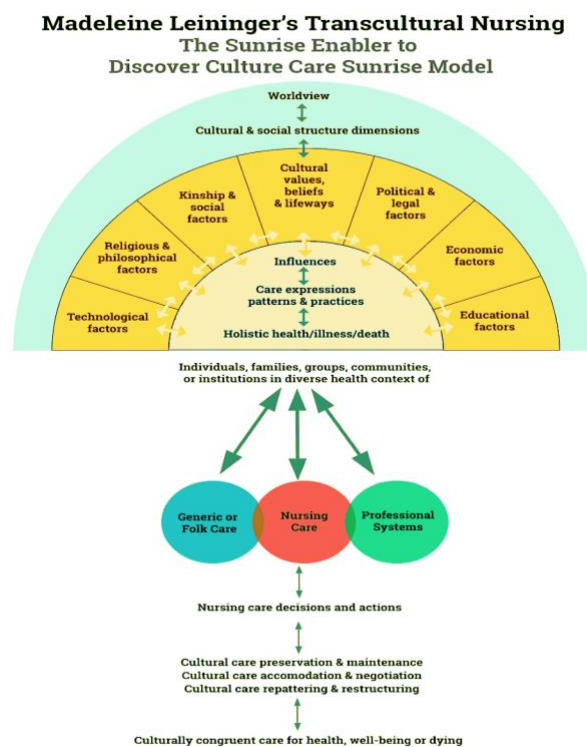 Madeleine Leininger's Transcultural Nursing
The Sunrise Enabler to
Discover Culture Care Sunrise Model
Worldview
Cultural & social structure dimensions
Technological
factors
Religious &
philosophical
factors
Kinship &
social
factors
Cultural
values,
beliefs
& lifeways
Political &
legal
factors
Economic
factors
Educational
factors
Influences
Care expressions
patterns & practices
Holistic health/illness/death
Individuals, families, groups, communities,
or institutions in diverse health context of
Generic or
Folk Care
Nursing
Care
Professional
Systems
Nursing care decisions and actions
Cultural care preservation & maintenance
Cultural care accomodation & negotiation
Cultural care repattering & restructuring
Culturally congruent care for health, well-being or dying